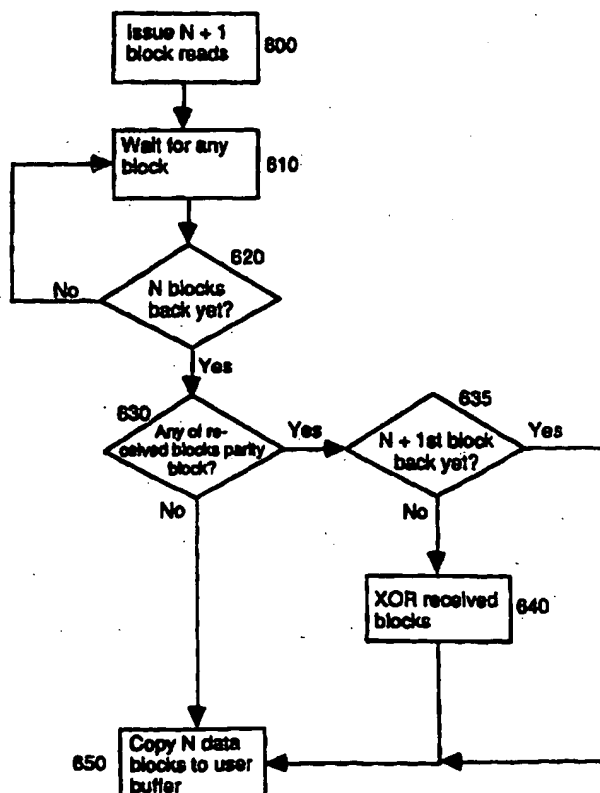 Issue N + 1
block reads
600
Wait for any
block
610
620
N blocks
back yet?
No
Yes
630
Any of re-
ceived blocks parity
block?
Yes
635
N + 1st block
back yet?
Yes
No
No
XOR received
blocks
640
650
Copy N data
blocks to user
buffer